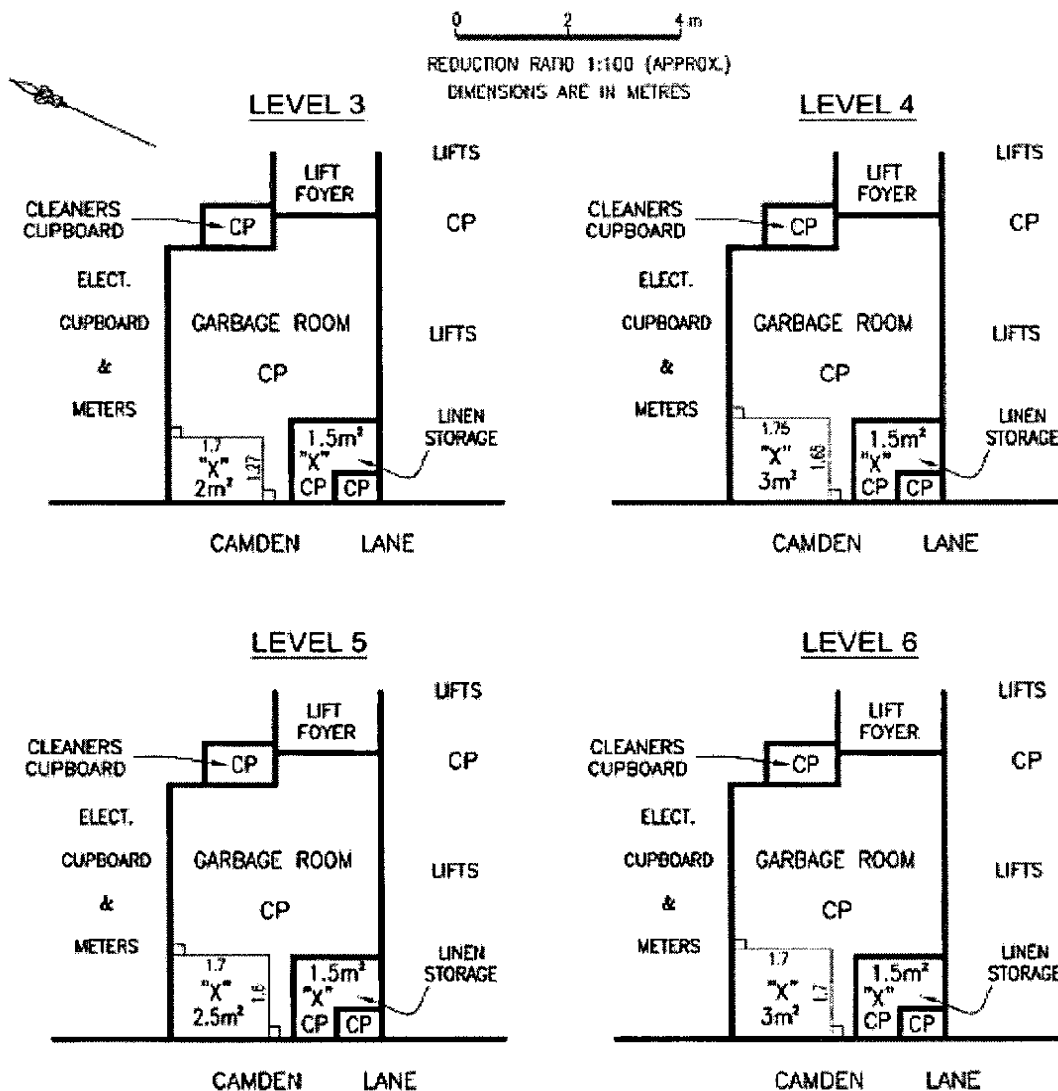 0 2 4 m
REDUCTION RATIO 1:100 (APPROX.)
DIMENSIONS ARE IN METRES
LEVEL 3
LIFTS
LIFT
FOYER
CLEANERS
CUPBOARD
CP
CP
ELECT.
CUPBOARD
&
METERS
GARBAGE ROOM
CP
LIFTS
LINEN
STORAGE
1.7
"X"
1.27
2m²
1.5m²
"X"
CP
CP
CAMDEN LANE
LEVEL 4
LIFTS
LIFT
FOYER
CLEANERS
CUPBOARD
CP
CP
ELECT.
CUPBOARD
&
METERS
GARBAGE ROOM
CP
LIFTS
LINEN
STORAGE
1.75
"X"
1.65
3m²
1.5m²
"X"
CP
CP
CAMDEN LANE
LEVEL 5
LIFTS
LIFT
FOYER
CLEANERS
CUPBOARD
CP
CP
ELECT.
CUPBOARD
&
METERS
GARBAGE ROOM
CP
LIFTS
LINEN
STORAGE
1.7
"X"
1.6
2.5m²
1.5m²
"X"
CP
CP
CAMDEN LANE
LEVEL 6
LIFTS
LIFT
FOYER
CLEANERS
CUPBOARD
CP
CP
ELECT.
CUPBOARD
&
METERS
GARBAGE ROOM
CP
LIFTS
LINEN
STORAGE
1.7
"X"
1.7
3m²
1.5m²
"X"
CP
CP
CAMDEN LANE